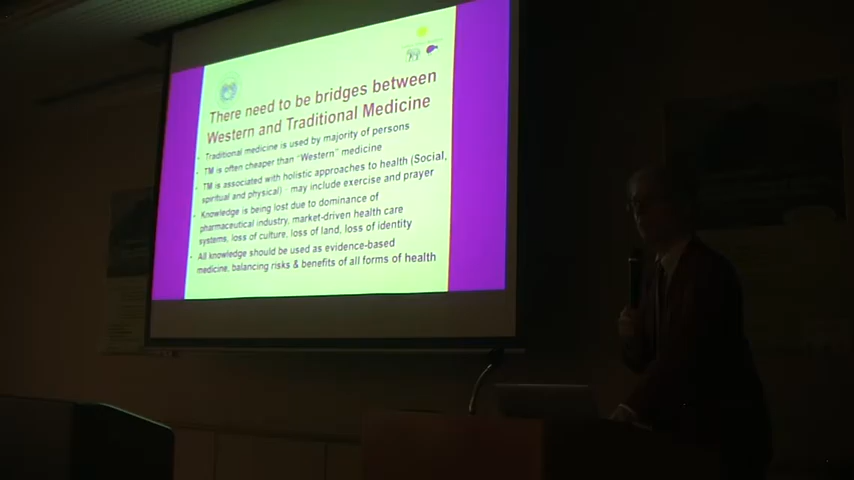 There need to be bridges between
Western and Traditional Medicine
Traditional medicine is used by majority of persons
TM is often cheaper than "Western" medicine
TM is associated with holistic approaches to health (Social,
spiritual and physical) may include exercise and prayer
Knowledge is being lost due to dominance of
pharmaceutical industry, market-driven health care
systems, loss of culture, loss of land, loss of identity
All knowledge should be used as evidence-based
medicine, balancing risks & benefits of all forms of health